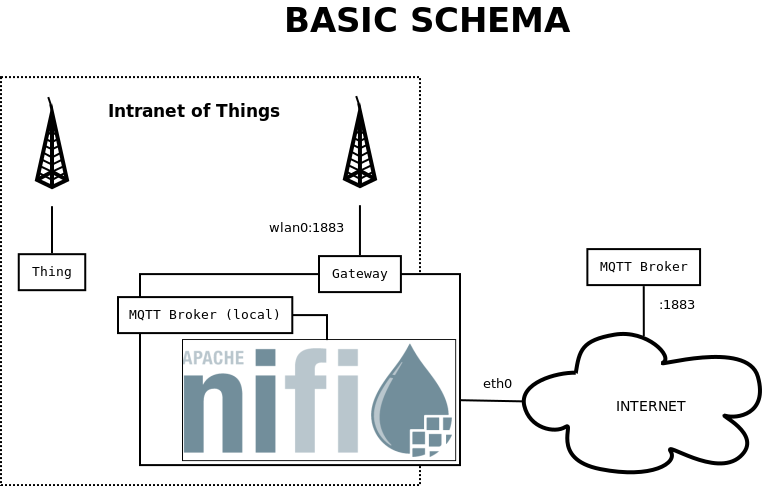 BASIC SCHEMA
Intranet of Things
wlan0:1883
Thing
Gateway
MQTT Broker
MQTT Broker (local)
:1883
APACHE
nifi
eth0
INTERNET